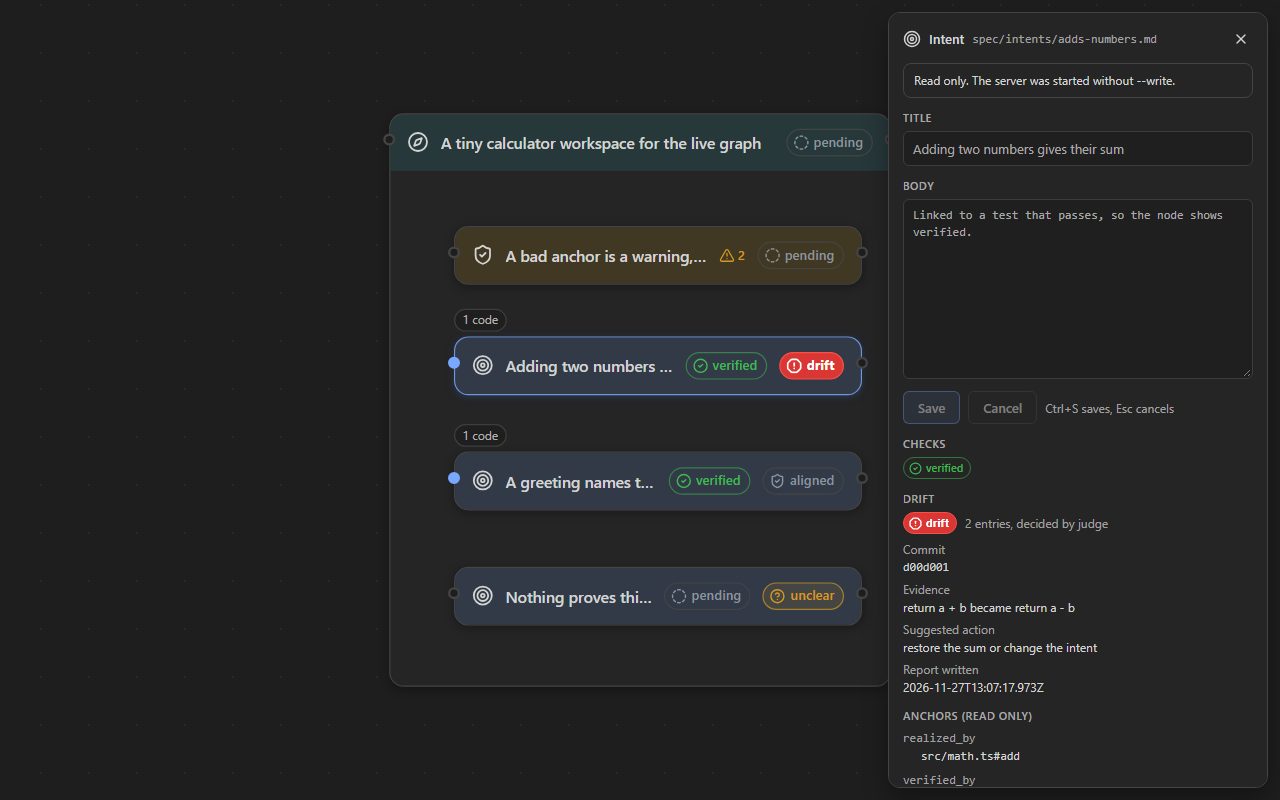 A tiny calculator workspace for the live graph
pending
A bad anchor is a warning,...
2
pending
1 code
Adding two numbers ...
verified
drift
1 code
A greeting names t...
verified
aligned
Nothing proves thi...
pending
unclear
Intent spec/intents/adds-numbers.md
Read only. The server was started without --write.
TITLE
Adding two numbers gives their sum
BODY
Linked to a test that passes, so the node shows
verified.
Save
Cancel
Ctrl+S saves, Esc cancels
CHECKS
verified
DRIFT
drift
2 entries, decided by judge
Commit
d00d001
Evidence
return a + b became return a - b
Suggested action
restore the sum or change the intent
Report written
2026-11-27T13:07:17.973Z
ANCHORS (READ ONLY)
realized_by
src/math.ts#add
verified_by